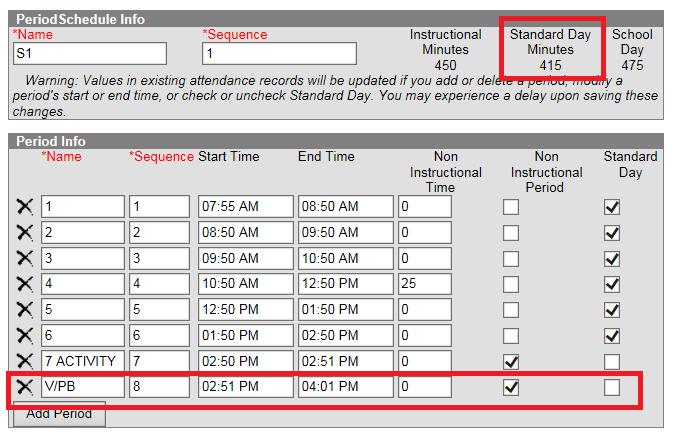 PeriodSchedule Info
*Name *Sequence Instructional Minutes 450 Standard Day Minutes 415 School Day 475
S1 1
Warning: Values in existing attendance records will be updated if you add or delete a period, modify a
period's start or end time, or check or uncheck Standard Day. You may experience a delay upon saving these
changes.
Period Info
*Name *Sequence Start Time End Time Non Instructional Time Non Instructional Period Standard Day
1 1 07:55 AM 08:50 AM 0
2 2 08:50 AM 09:50 AM 0
3 3 09:50 AM 10:50 AM 0
4 4 10:50 AM 12:50 PM 25
5 5 12:50 PM 01:50 PM 0
6 6 01:50 PM 02:50 PM 0
7 ACTIVITY 7 02:50 PM 02:51 PM 0
V/PB 8 02:51 PM 04:01 PM 0
Add Period